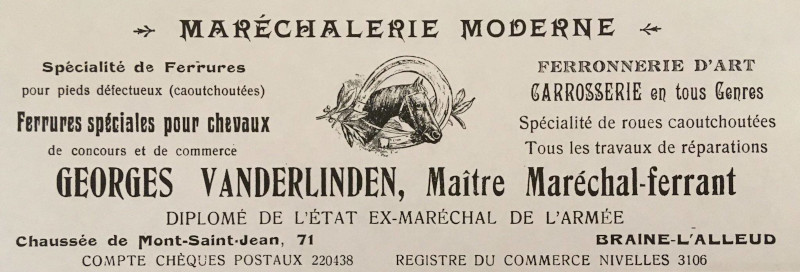 MARÉCHALERIE MODERNE
Spécialité de Ferrures
pour pieds défectueux (caoutchoutées)
Ferrures spéciales pour chevaux
de concours et de commerce
FERRONNERIE D'ART
CARROSSERIE en tous Genres
Spécialité de roues caoutchoutées
Tous les travaux de réparations
GEORGES VANDERLINDEN, Maître Maréchal-ferrant
DIPLOMÉ DE L'ÉTAT EX-MARÉCHAL DE L'ARMÉE
Chaussée de Mont-Saint-Jean, 71 BRAINE-L'ALLEUD
COMPTE CHÈQUES POSTAUX 220438 REGISTRE DU COMMERCE NIVELLES 3106